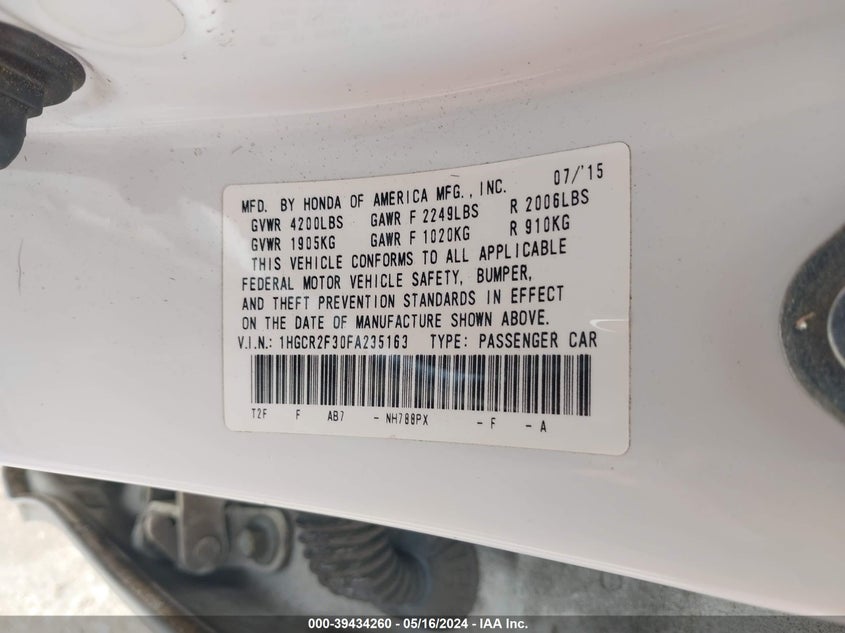 MFD. BY HONDA OF AMERICA MFG., INC. 07/'15
GVWR 4200LBS GAWR F 2249LBS R 2006LBS
GVWR 1905KG GAWR F 1020KG R 910KG
THIS VEHICLE CONFORMS TO ALL APPLICABLE
FEDERAL MOTOR VEHICLE SAFETY, BUMPER,
AND THEFT PREVENTION STANDARDS IN EFFECT
ON THE DATE OF MANUFACTURE SHOWN ABOVE.
V.I.N.: 1HGCR2F30FA235163 TYPE: PASSENGER CAR
T2F F AB7 - NH788PX - F - A
000-39434260 - 05/16/2024 - IAA Inc.